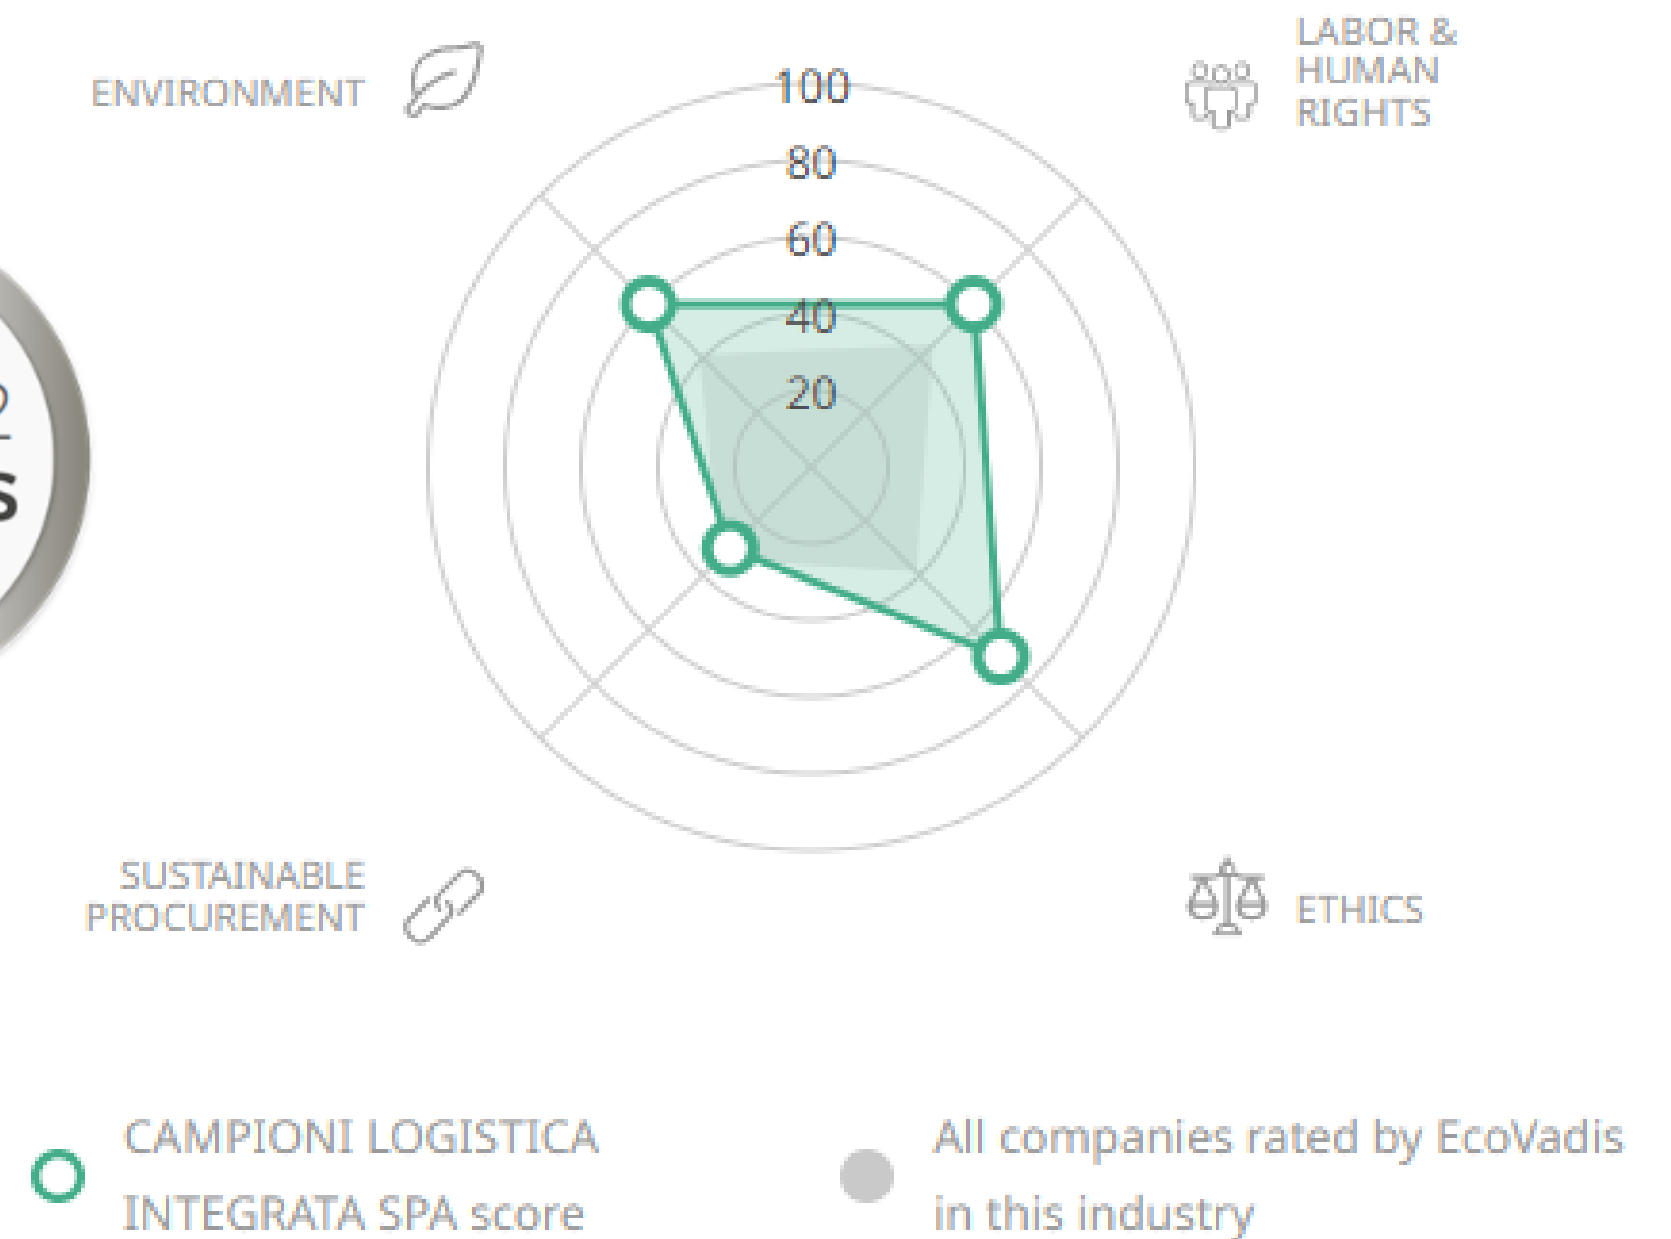 ENVIRONMENT
LABOR &
HUMAN
RIGHTS
100
80
60
40
20
SUSTAINABLE
PROCUREMENT
ETHICS
CAMPIONI LOGISTICA
INTEGRATA SPA score
All companies rated by EcoVadis
in this industry